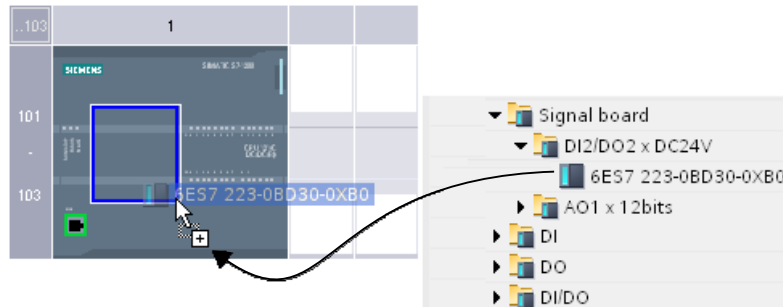 ..103
1
SIEMENS
SIMATIC S7-1200
101
-
103
6ES7 223-0BD30-0XB0
Signal board
DI2/DO2 x DC24V
6ES7 223-0BD30-0XB0
AO1 x 12bits
DI
DO
DI/DO